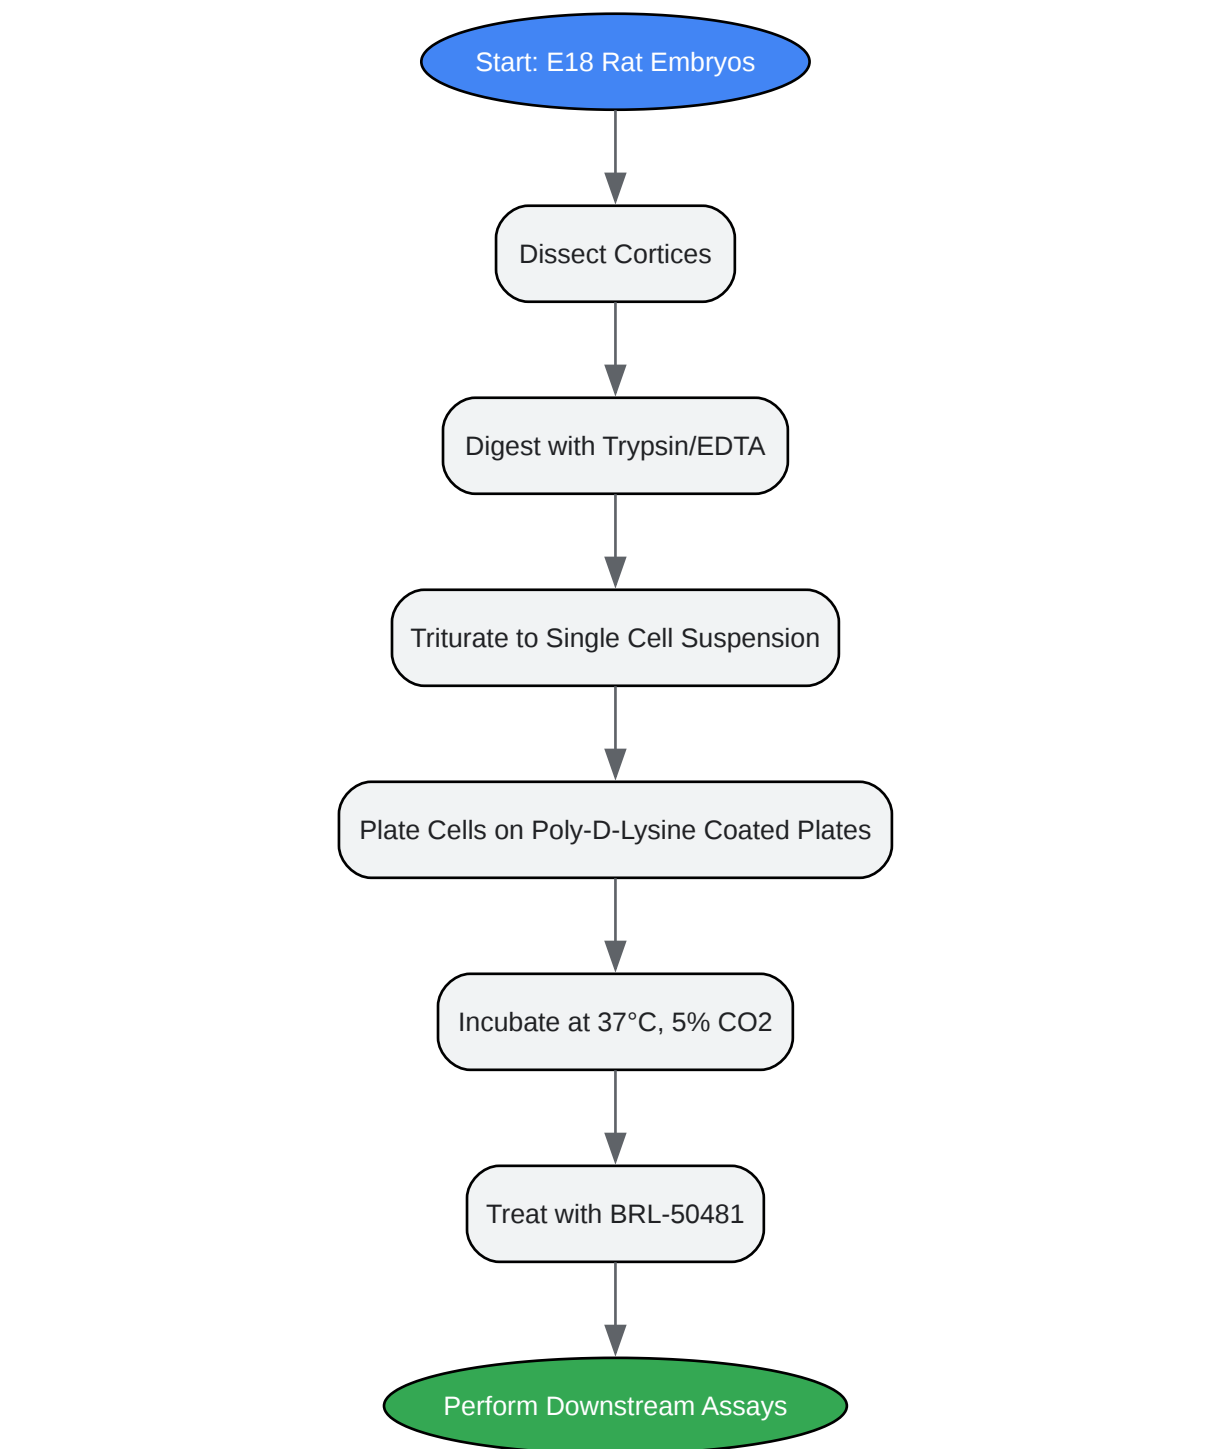 Start: E18 Rat Embryos
Dissect Cortices
Digest with Trypsin/EDTA
Triturate to Single Cell Suspension
Plate Cells on Poly-D-Lysine Coated Plates
Incubate at 37°C, 5% CO2
Treat with BRL-50481
Perform Downstream Assays